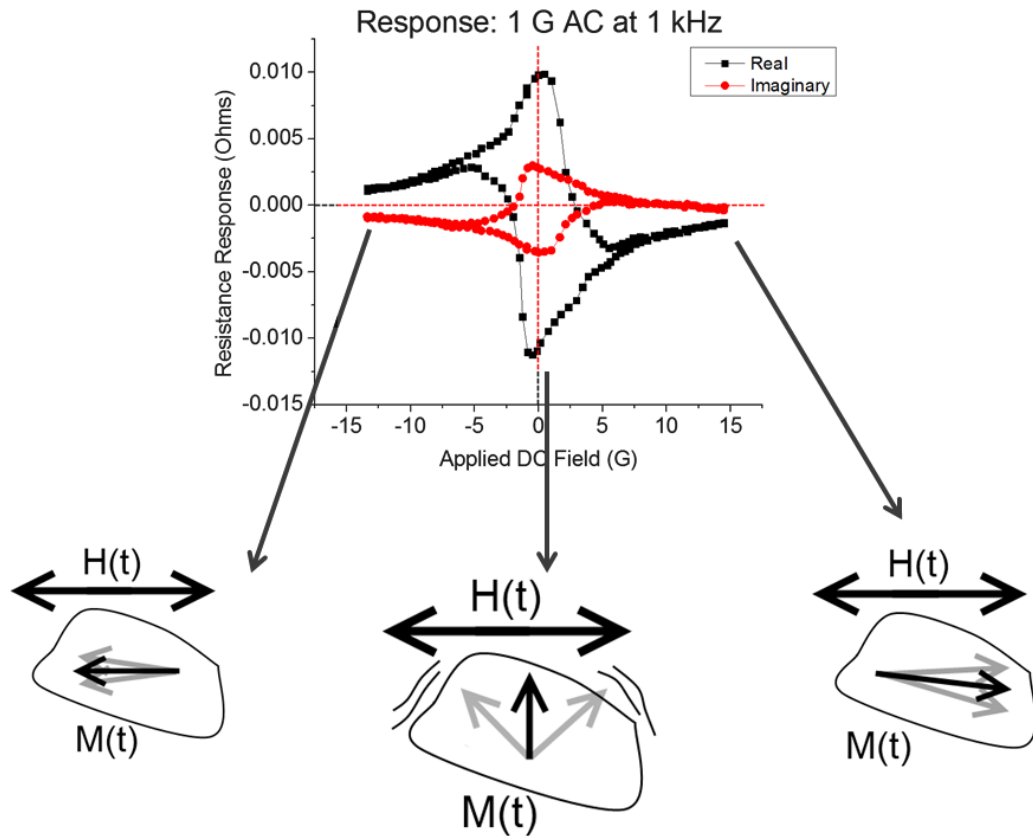 Response: 1 G AC at 1 kHz
Real
Imaginary
Resistance Response (Ohms)
0.010
0.005
0.000
-0.005
-0.010
-0.015
-15 -10 -5 0 5 10 15
Applied DC Field (G)
H(t)
M(t)
H(t)
M(t)
H(t)
M(t)